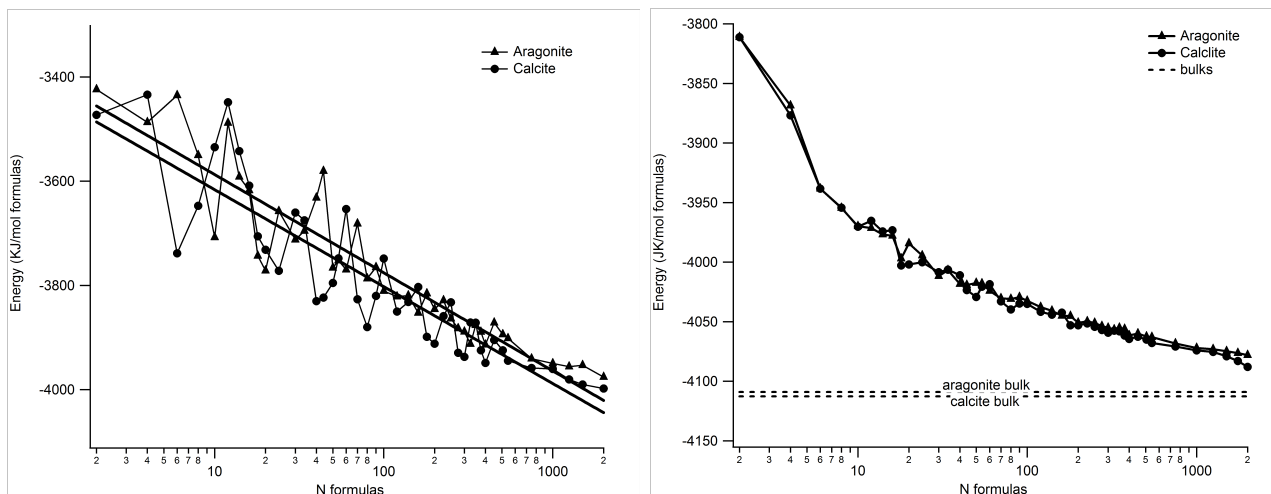 -3400
-3600
-3800
-4000
Energy (KJ/mol formulas)
Aragonite
Calcite
2 3 4 5 6 7 8 10 2 3 4 5 6 7 8 100 2 3 4 5 6 7 8 1000 2
N formulas
-3800
-3850
-3900
-3950
-4000
-4050
-4100
-4150
Energy (JK/mol formulas)
Aragonite
Calclite
bulks
aragonite bulk
calcite bulk
2 3 4 5 6 7 8 10 2 3 4 5 6 7 8 100 2 3 4 5 6 7 8 1000 2
N formulas